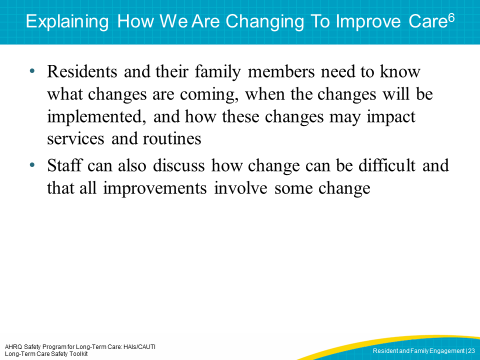 Explaining How We Are Changing To Improve Care6
• Residents and their family members need to know
what changes are coming, when the changes will be
implemented, and how these changes may impact
services and routines
• Staff can also discuss how change can be difficult and
that all improvements involve some change
AHRQ Safety Program for Long-Term Care: HAIs/CAUTI
Long-Term Care Safety Toolkit
Resident and Family Engagement | 23